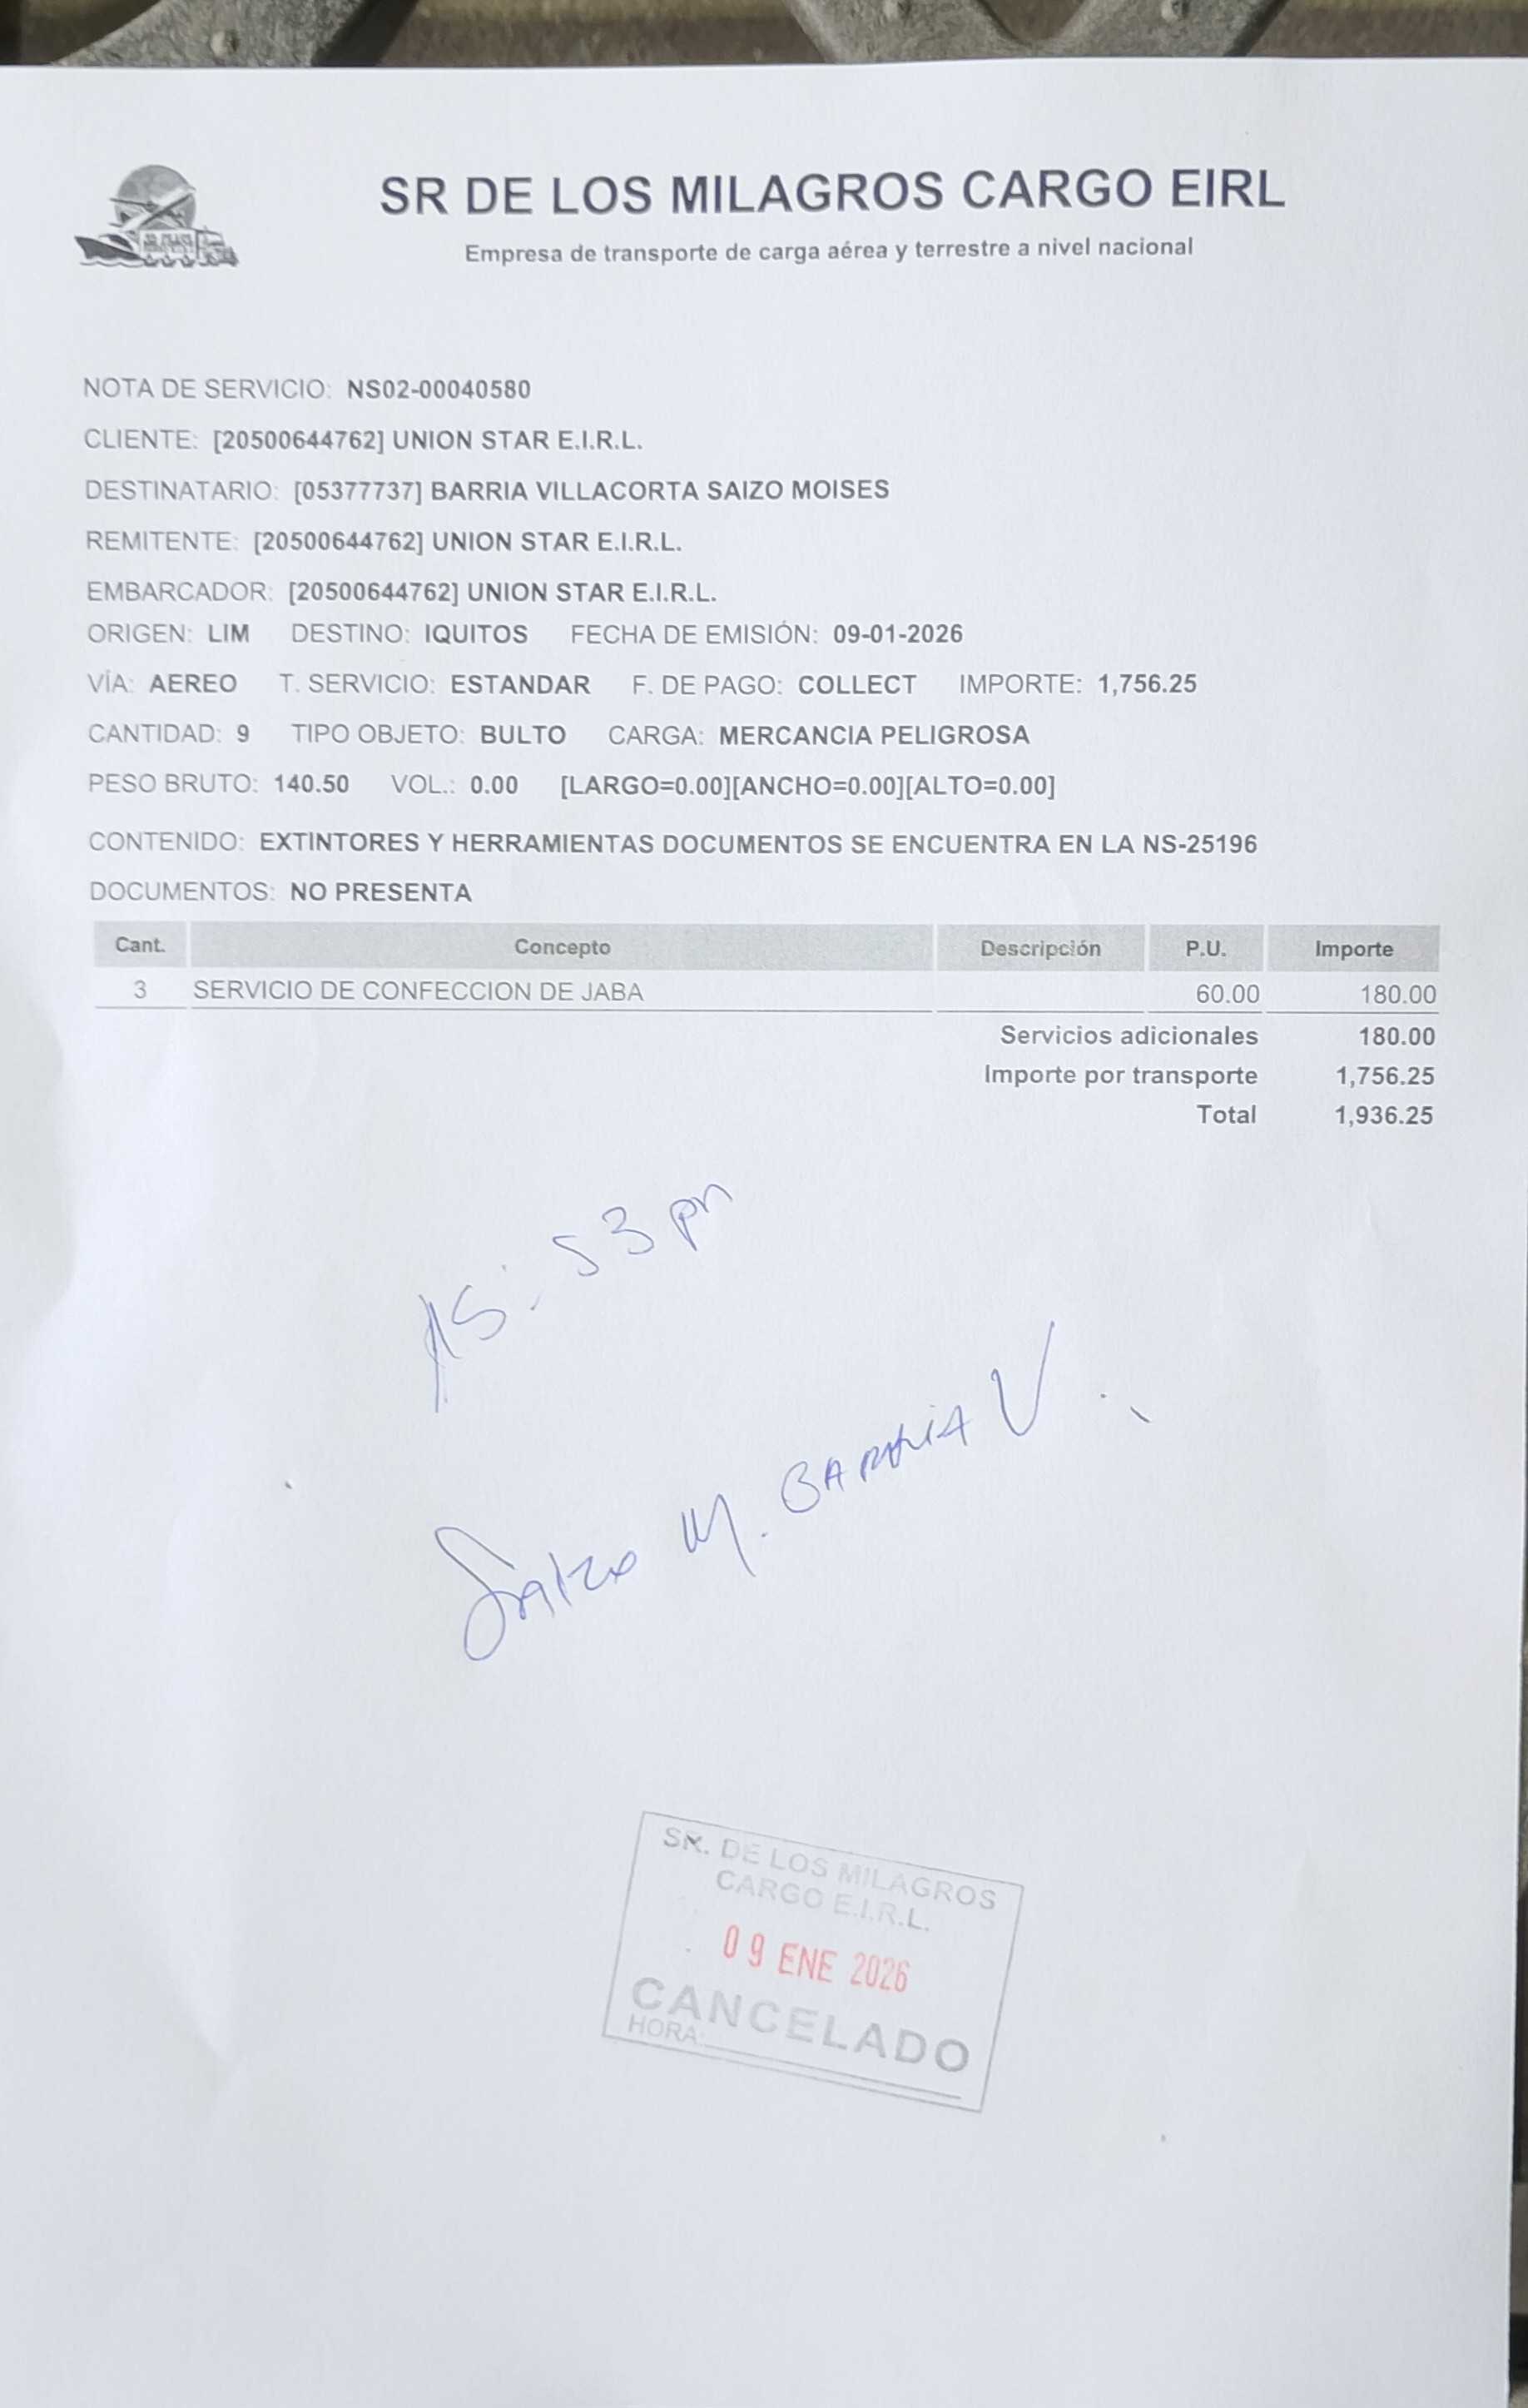 SR DE LOS MILAGROS CARGO EIRL
Empresa de transporte de carga aérea y terrestre a nivel nacional
NOTA DE SERVICIO: NS02-00040580
CLIENTE: [20500644762] UNION STAR E.I.R.L.
DESTINATARIO: [05377737] BARRIA VILLACORTA SAIZO MOISES
REMITENTE: [20500644762] UNION STAR E.I.R.L.
EMBARCADOR: [20500644762] UNION STAR E.I.R.L.
ORIGEN: LIM DESTINO: IQUITOS FECHA DE EMISIÓN: 09-01-2026
VÍA: AEREO T. SERVICIO: ESTANDAR F. DE PAGO: COLLECT IMPORTE: 1,756.25
CANTIDAD: 9 TIPO OBJETO: BULTO CARGA: MERCANCIA PELIGROSA
PESO BRUTO: 140.50 VOL.: 0.00 [LARGO=0.00][ANCHO=0.00][ALTO=0.00]
CONTENIDO: EXTINTORES Y HERRAMIENTAS DOCUMENTOS SE ENCUENTRA EN LA NS-25196
DOCUMENTOS: NO PRESENTA
Cant. Concepto Descripción P.U. Importe
3 SERVICIO DE CONFECCION DE JABA 60.00 180.00
Servicios adicionales 180.00
Importe por transporte 1,756.25
Total 1,936.25
15:53 pm
Saizo M. BARRIA V.
SR. DE LOS MILAGROS
CARGO E.I.R.L.
09 ENE 2026
CANCELADO
HORA: